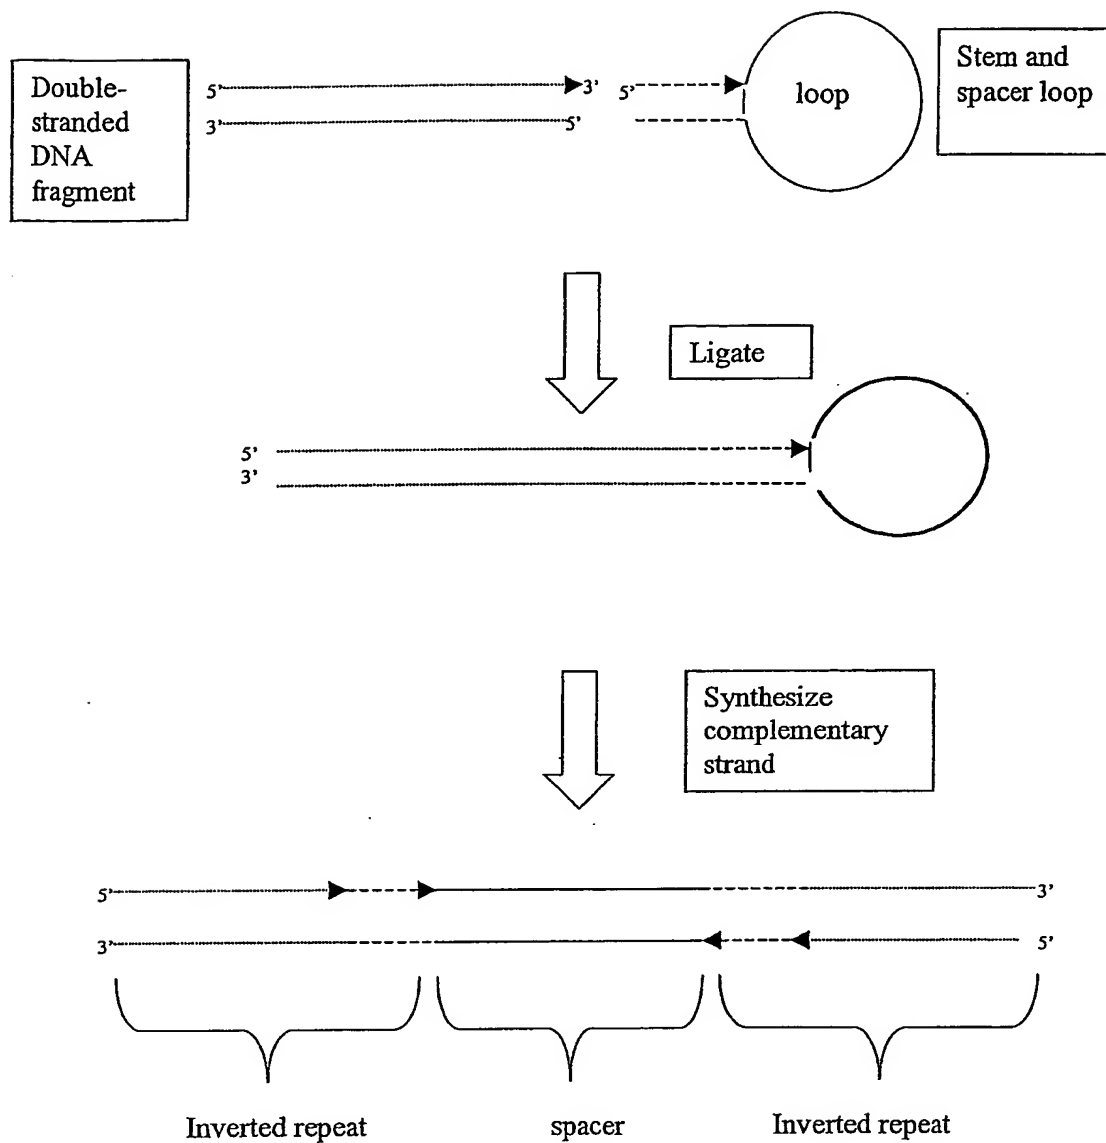 Double-
stranded
DNA
fragment
5’ 3’ 5’
3’ 5’
loop
Stem and
spacer loop
Ligate
5’
3’
Synthesize
complementary
strand
5’ 3’
3’ 5’
Inverted repeat spacer Inverted repeat